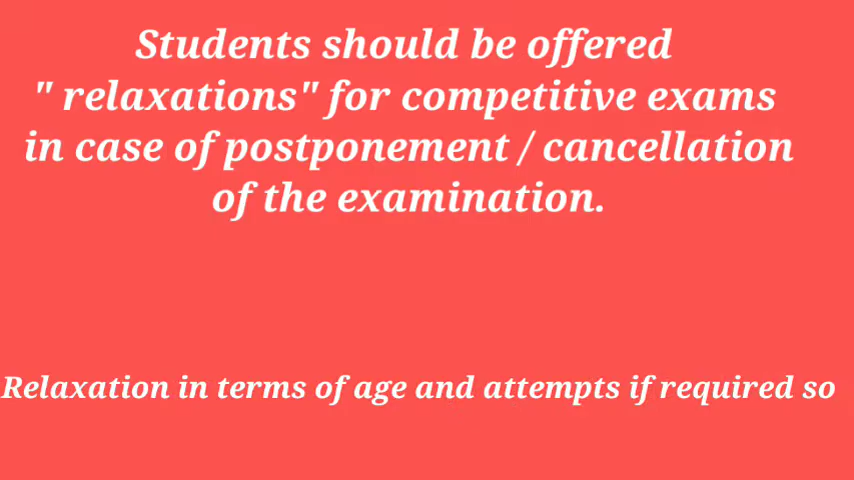 Students should be offered
" relaxations" for competitive exams
in case of postponement / cancellation
of the examination.
Relaxation in terms of age and attempts if required so